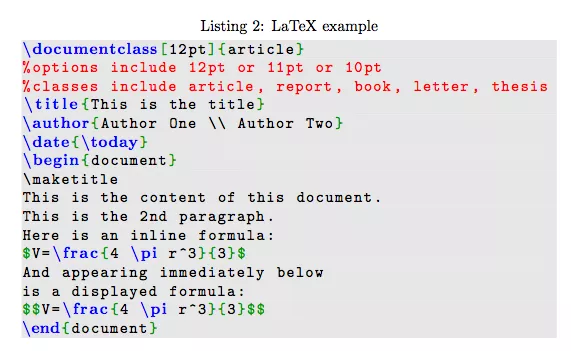 Listing 2: LaTeX example
\documentclass[12pt]{article}
%options include 12pt or 11pt or 10pt
%classes include article, report, book, letter, thesis
\title{This is the title}
\author{Author One \\ Author Two}
\date{\today}
\begin{document}
\maketitle
This is the content of this document.
This is the 2nd paragraph.
Here is an inline formula:
$V=\frac{4 \pi r^3}{3}$
And appearing immediately below
is a displayed formula:
$$V=\frac{4 \pi r^3}{3}$$
\end{document}